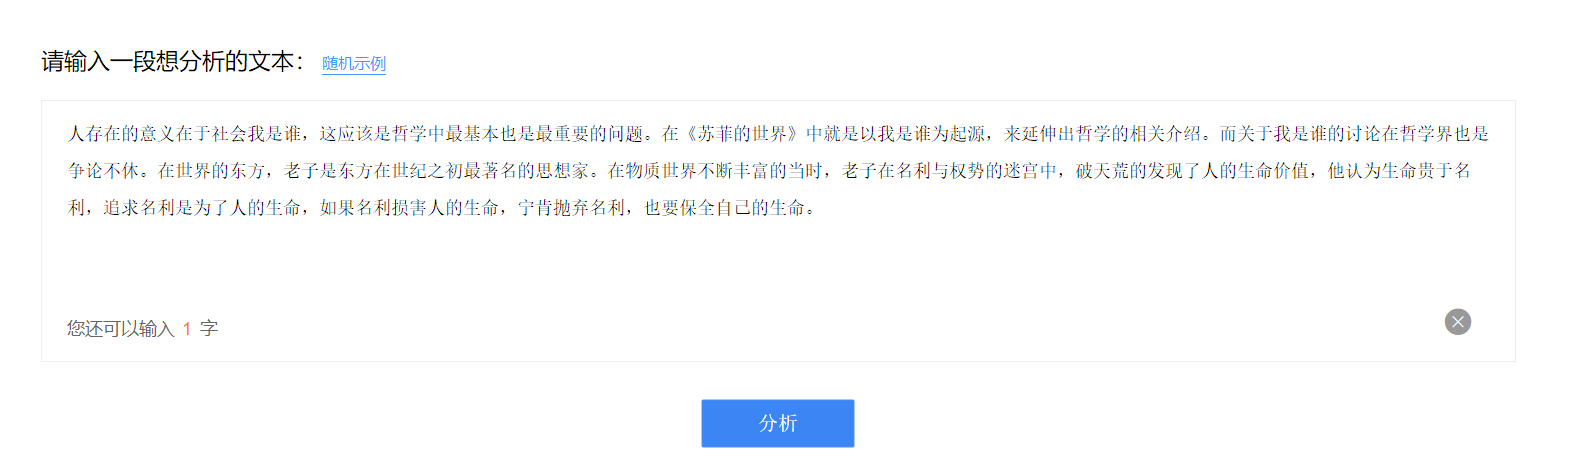 请输入一段想分析的文本： 随机示例
人存在的意义在于社会我是谁，这应该是哲学中最基本也是最重要的问题。在《苏菲的世界》中就是以我是谁为起源，来延伸出哲学的相关介绍。而关于我是谁的讨论在哲学界也是
争论不休。在世界的东方，老子是东方在世纪之初最著名的思想家。在物质世界不断丰富的当时，老子在名利与权势的迷宫中，破天荒的发现了人的生命价值，他认为生命贵于名
利，追求名利是为了人的生命，如果名利损害人的生命，宁肯抛弃名利，也要保全自己的生命。
您还可以输入 1 字
分析